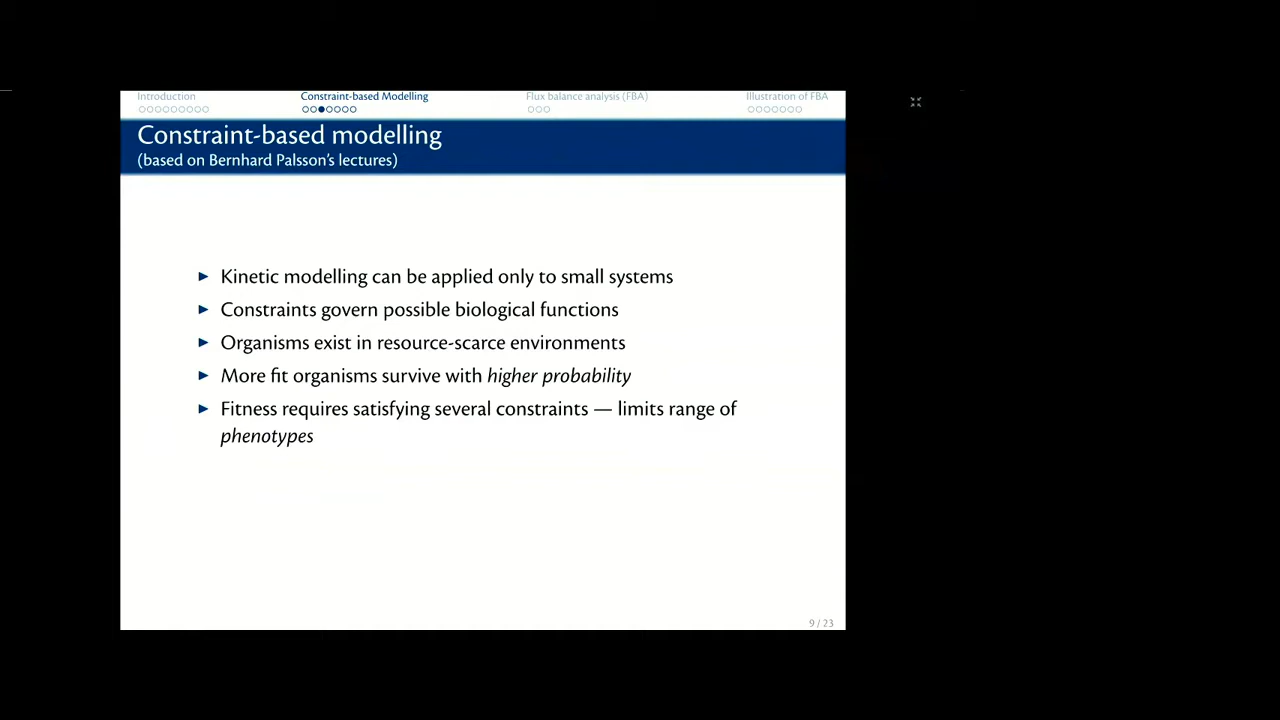 Introduction
Constraint-based Modelling
Flux balance analysis (FBA)
Illustration of FBA
Constraint-based modelling
(based on Bernhard Palsson's lectures)
► Kinetic modelling can be applied only to small systems
► Constraints govern possible biological functions
► Organisms exist in resource-scarce environments
► More fit organisms survive with higher probability
► Fitness requires satisfying several constraints — limits range of
phenotypes
9 / 23